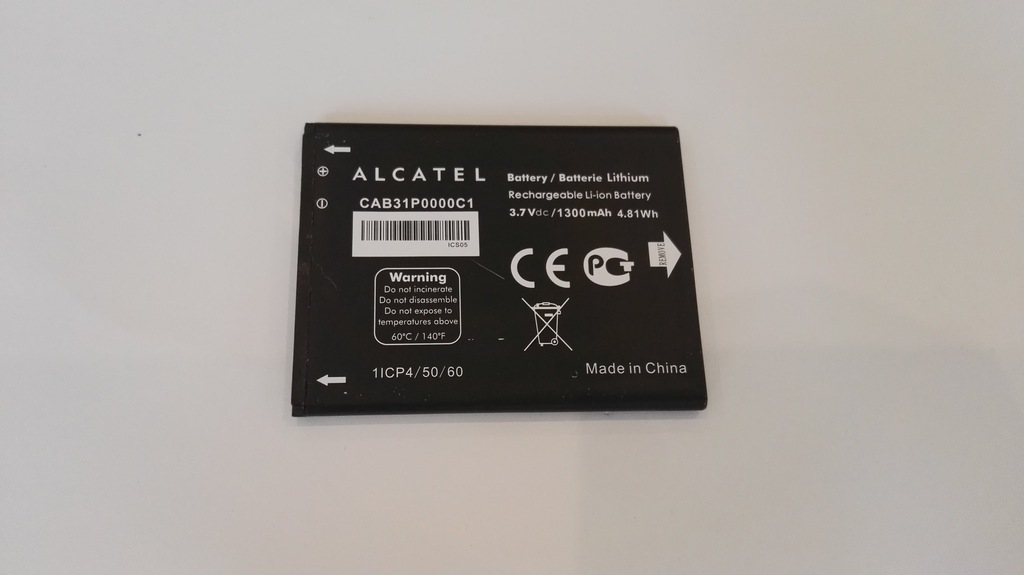 ALCATEL
CAB31P0000C1
ICS05
Battery / Batterie Lithium
Rechargeable Li-ion Battery
3.7Vdc/1300mAh 4.81Wh
CE
PCT
REMOVE
Warning
Do not incinerate
Do not disassemble
Do not expose to
temperatures above
60°C / 140°F
1ICP4/50/60
Made in China